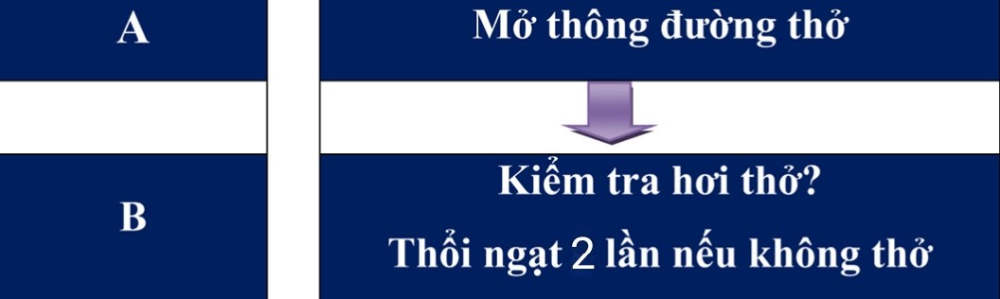 A
Mở thông đường thở
B
Kiểm tra hơi thở?
Thổi ngạt 2 lần nếu không thở